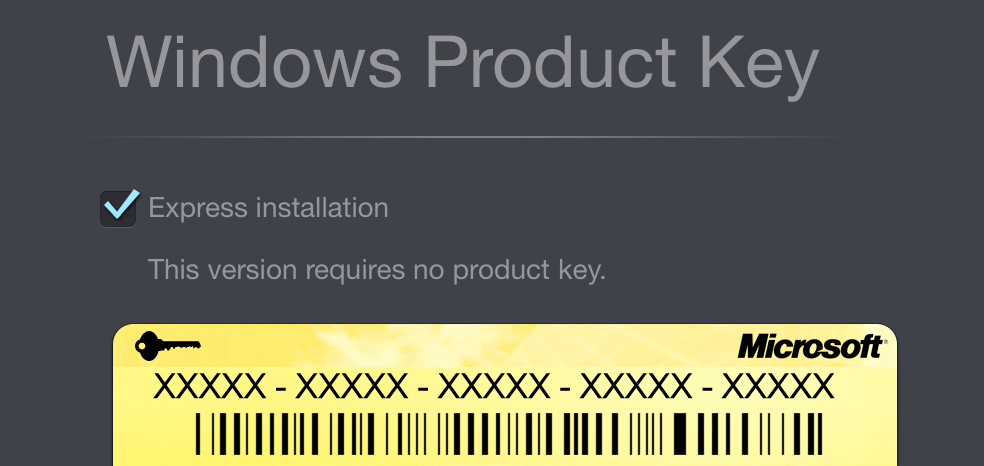 Windows Product Key
Express installation
This version requires no product key.
Microsoft®
XXXXX - XXXXX - XXXXX - XXXXX - XXXXX